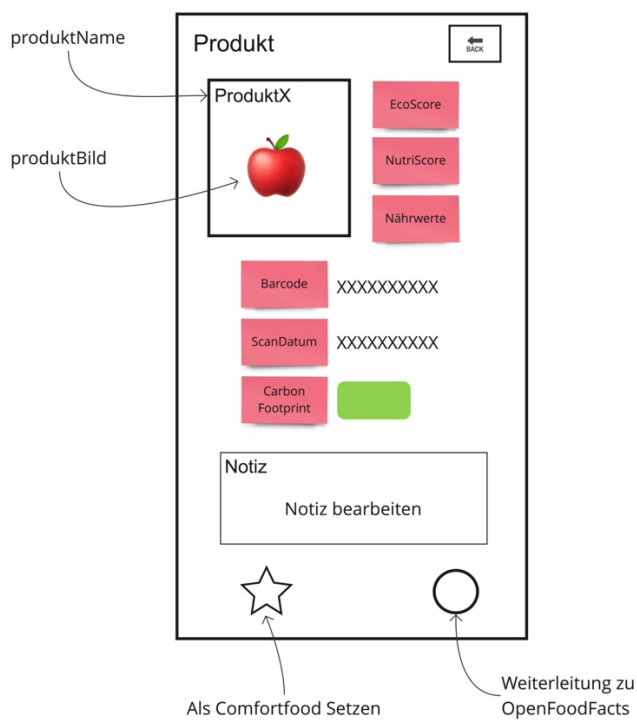 produktName
Produkt
BACK
ProduktX
EcoScore
produktBild
NutriScore
Nährwerte
Barcode
XXXXXXXXXX
ScanDatum
XXXXXXXXXX
Carbon
Footprint
Notiz
Notiz bearbeiten
Als Comfortfood Setzen
Weiterleitung zu
OpenFoodFacts